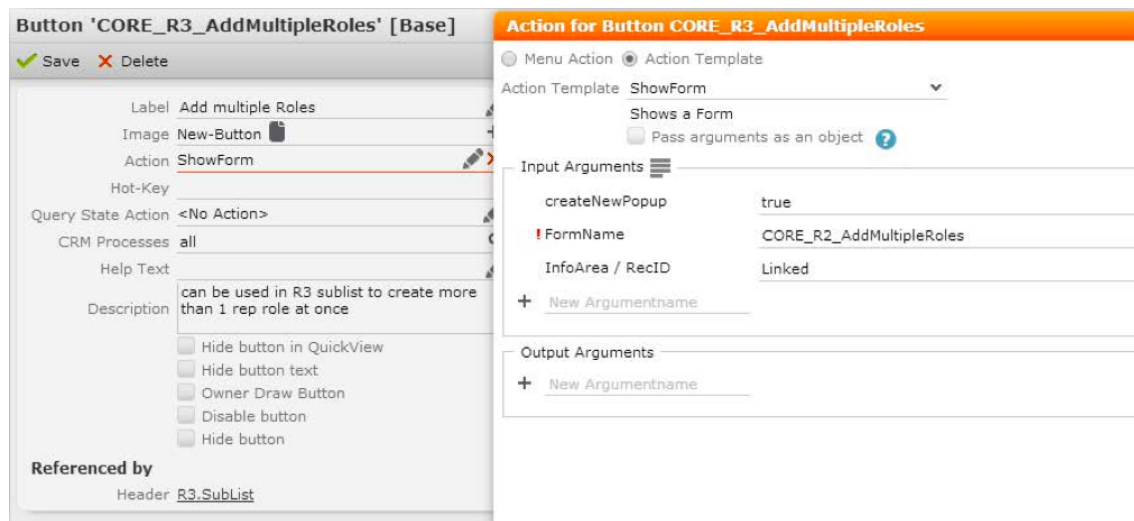 Button 'CORE_R3_AddMultipleRoles' [Base]
Save Delete
Label Add multiple Roles
Image New-Button
Action ShowForm
Hot-Key
Query State Action <No Action>
CRM Processes all
Help Text
Description can be used in R3 sublist to create more than 1 rep role at once
Hide button in QuickView
Hide button text
Owner Draw Button
Disable button
Hide button
Referenced by
Header R3.SubList
Action for Button CORE_R3_AddMultipleRoles
Menu Action Action Template
Action Template ShowForm
Shows a Form
Pass arguments as an object ?
Input Arguments
createNewPopup true
! FormName CORE_R2_AddMultipleRoles
InfoArea / RecID Linked
+ New Argumentname
Output Arguments
+ New Argumentname